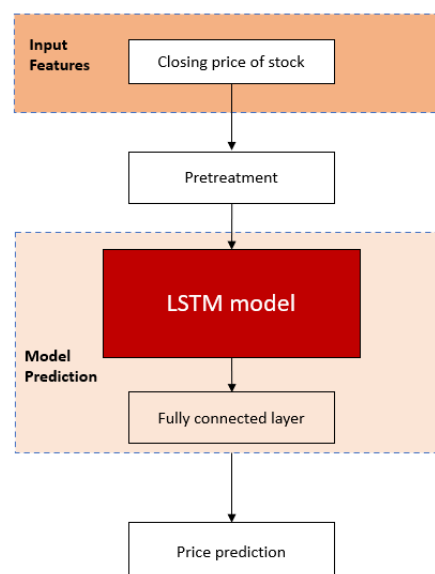 Input
Features
Closing price of stock
Pretreatment
LSTM model
Model
Prediction
Fully connected layer
Price prediction